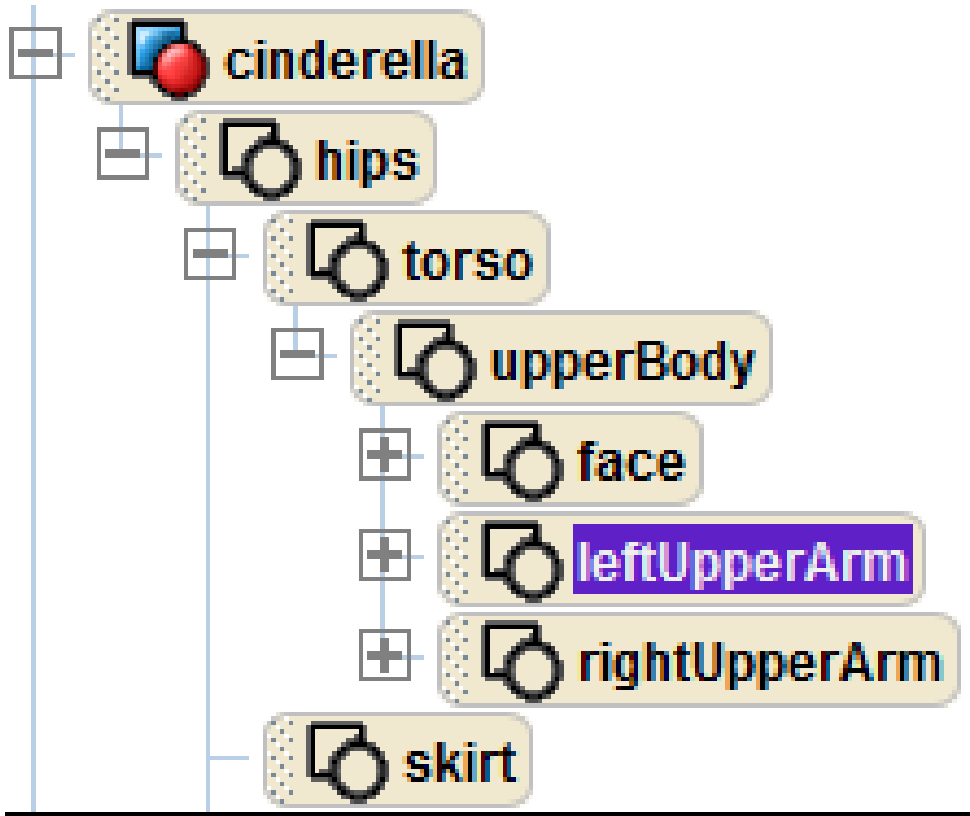 cinderella
hips
torso
upperBody
face
leftUpperArm
rightUpperArm
skirt